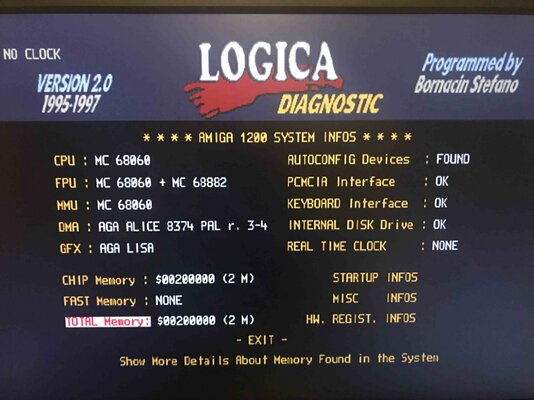 NO CLOCK
LOGICA
DIAGNOSTIC
VERSION 2.0
1995-1997
Programmed by
Bornacin Stefano
* * * * AMIGA 1200 SYSTEM INFOS * * * *
CPU : MC 68060
AUTOCONFIG Devices : FOUND
FPU : MC 68060 + MC 68882
PCMCIA Interface : OK
MMU : MC 68060
KEYBOARD Interface : OK
DMA : AGA ALICE 8374 PAL r. 3-4
INTERNAL DISK Drive : OK
GFX : AGA LISA
REAL TIME CLOCK : NONE
CHIP Memory : $00200000 (2 M)
STARTUP INFOS
FAST Memory : NONE
MISC INFOS
TOTAL Memory: $00200000 (2 M)
HW. REGIST. INFOS
- EXIT -
Show More Details About Memory Found in the System